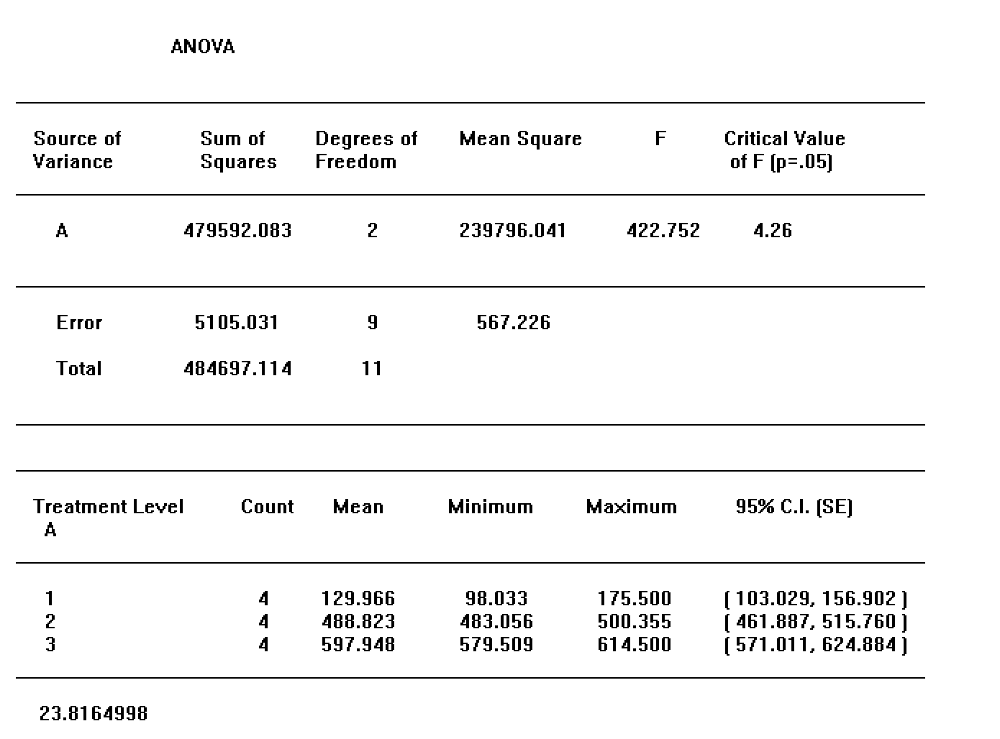 ANOVA
Source of Sum of Degrees of Mean Square F Critical Value
Variance Squares Freedom of F (p=.05)
A 479592.083 2 239796.041 422.752 4.26
Error 5105.031 9 567.226
Total 484697.114 11
Treatment Level Count Mean Minimum Maximum 95% C.I. (SE)
A
1 4 129.966 98.033 175.500 ( 103.029, 156.902 )
2 4 488.823 483.056 500.355 ( 461.887, 515.760 )
3 4 597.948 579.509 614.500 ( 571.011, 624.884 )
23.8164998